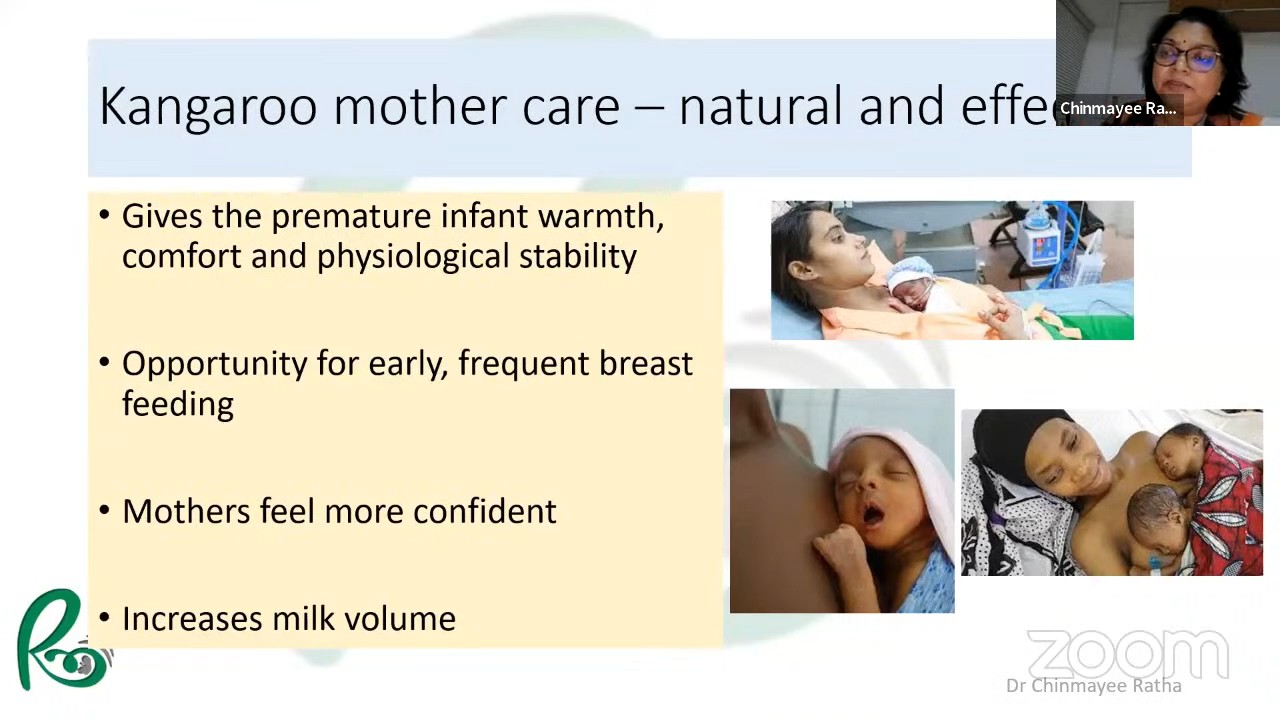 Kangaroo mother care – natural and effe
Chinmayee Ra...
• Gives the premature infant warmth,
comfort and physiological stability
• Opportunity for early, frequent breast
feeding
• Mothers feel more confident
• Increases milk volume
zoom
Dr Chinmayee Ratha